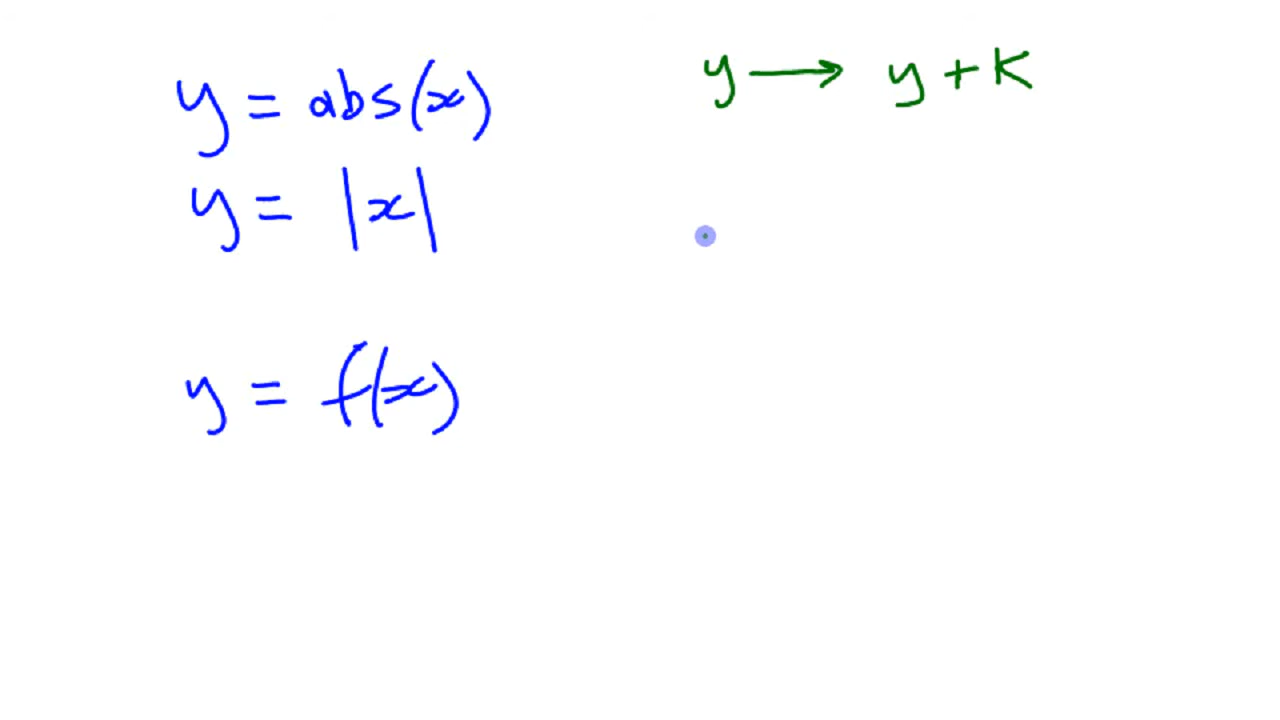 y = abs(x)
y = |x|
y = f(x)
y ⟶ y + K